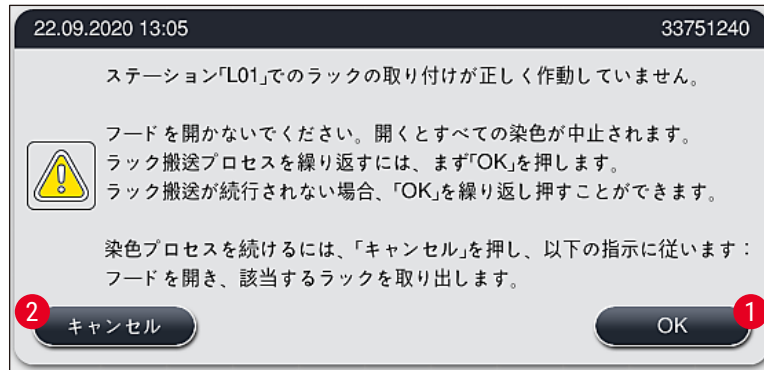 22.09.2020 13:05 33751240
ステーション「L01」でのラックの取り付けが正しく作動していません。
フードを開かないでください。開くとすべての染色が中止されます。
ラック搬送プロセスを繰り返すには、まず「OK」を押します。
ラック搬送が続行されない場合、「OK」を繰り返し押すことができます。
染色プロセスを続けるには、「キャンセル」を押し、以下の指示に従います：
フードを開き、該当するラックを取り出します。
2 キャンセル OK 1